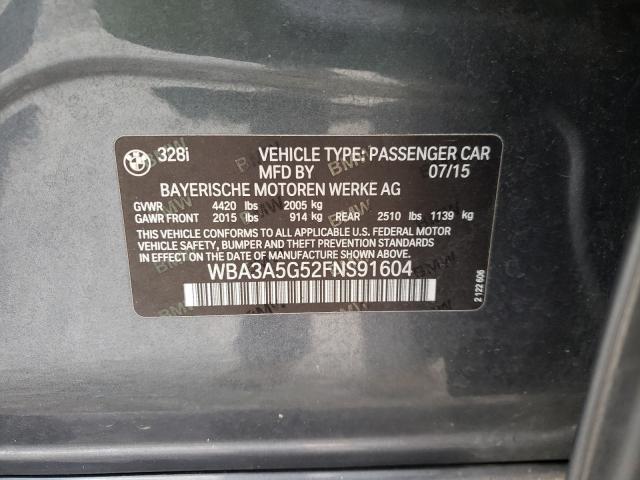 BMW 328i VEHICLE TYPE: PASSENGER CAR
MFD BY 07/15
BAYERISCHE MOTOREN WERKE AG
GVWR 4420 lbs 2005 kg
GAWR FRONT 2015 lbs 914 kg REAR 2510 lbs 1139 kg
THIS VEHICLE CONFORMS TO ALL APPLICABLE U.S. FEDERAL MOTOR
VEHICLE SAFETY, BUMPER AND THEFT PREVENTION STANDARDS
IN EFFECT ON THE DATE OF MANUFACTURE SHOWN ABOVE.
WBA3A5G52FNS91604
2 122 606